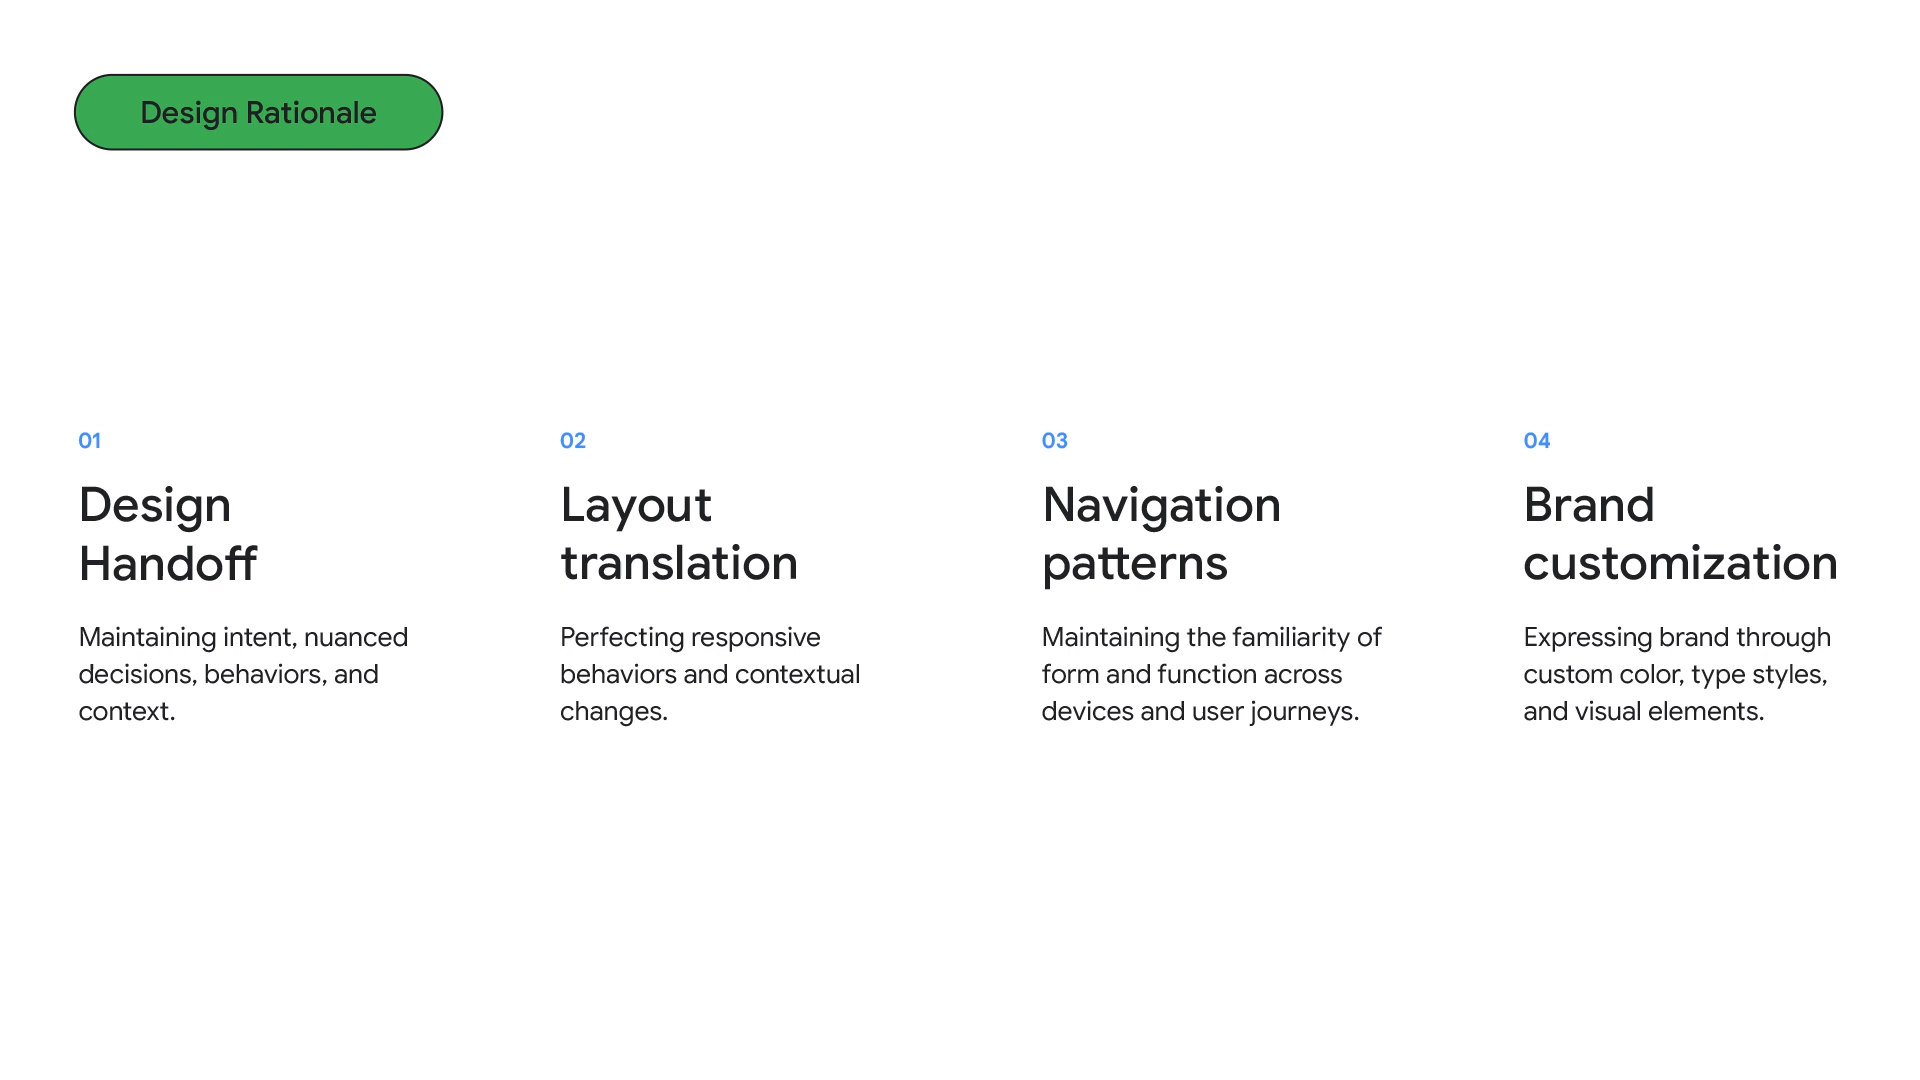 Design Rationale
01
Design
Handoff
Maintaining intent, nuanced
decisions, behaviors, and
context.
02
Layout
translation
Perfecting responsive
behaviors and contextual
changes.
03
Navigation
patterns
Maintaining the familiarity of
form and function across
devices and user journeys.
04
Brand
customization
Expressing brand through
custom color, type styles,
and visual elements.